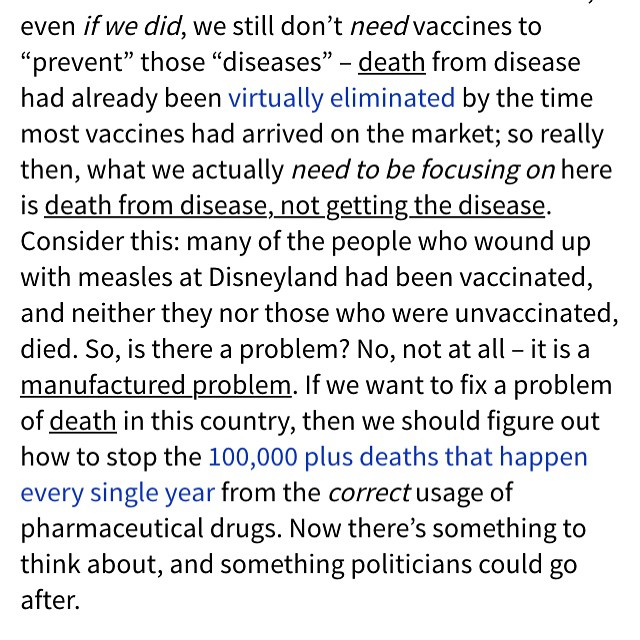 even if we did, we still don’t need vaccines to
“prevent” those “diseases” – death from disease
had already been virtually eliminated by the time
most vaccines had arrived on the market; so really
then, what we actually need to be focusing on here
is death from disease, not getting the disease.
Consider this: many of the people who wound up
with measles at Disneyland had been vaccinated,
and neither they nor those who were unvaccinated,
died. So, is there a problem? No, not at all – it is a
manufactured problem. If we want to fix a problem
of death in this country, then we should figure out
how to stop the 100,000 plus deaths that happen
every single year from the correct usage of
pharmaceutical drugs. Now there’s something to
think about, and something politicians could go
after.